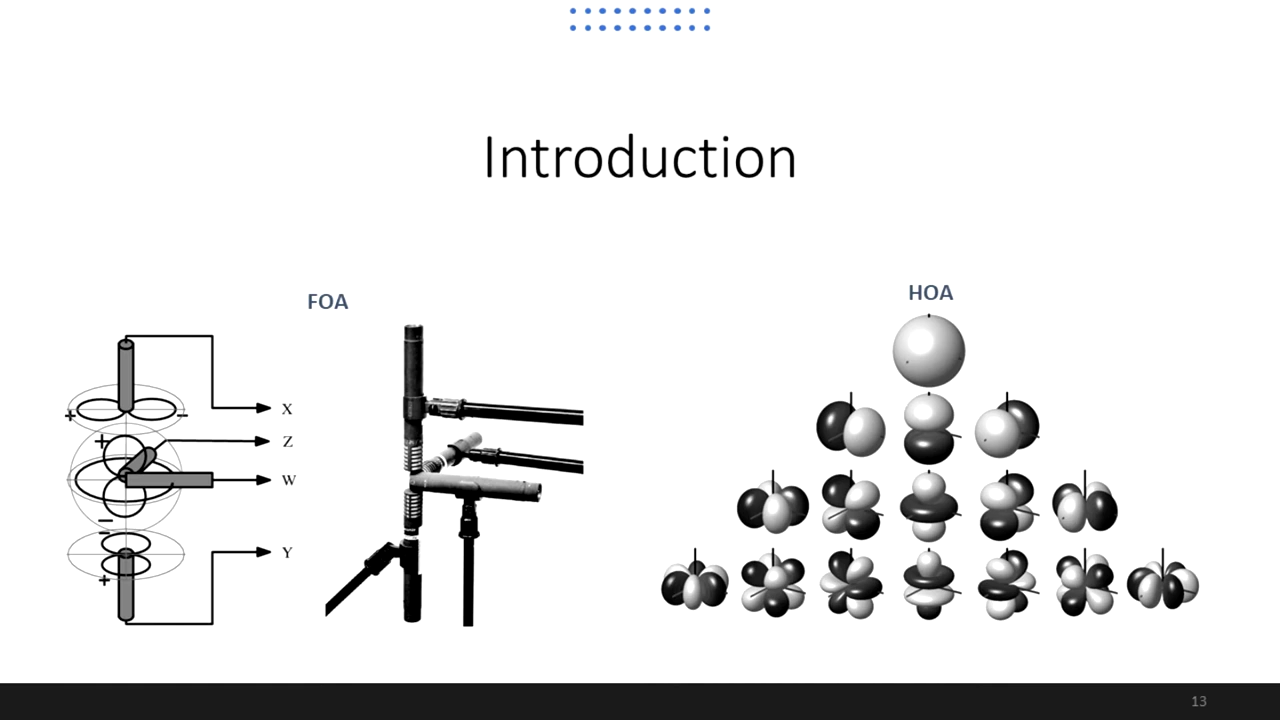 Introduction
FOA
HOA
+
−
X
+
Z
W
−
−
Y
+
13